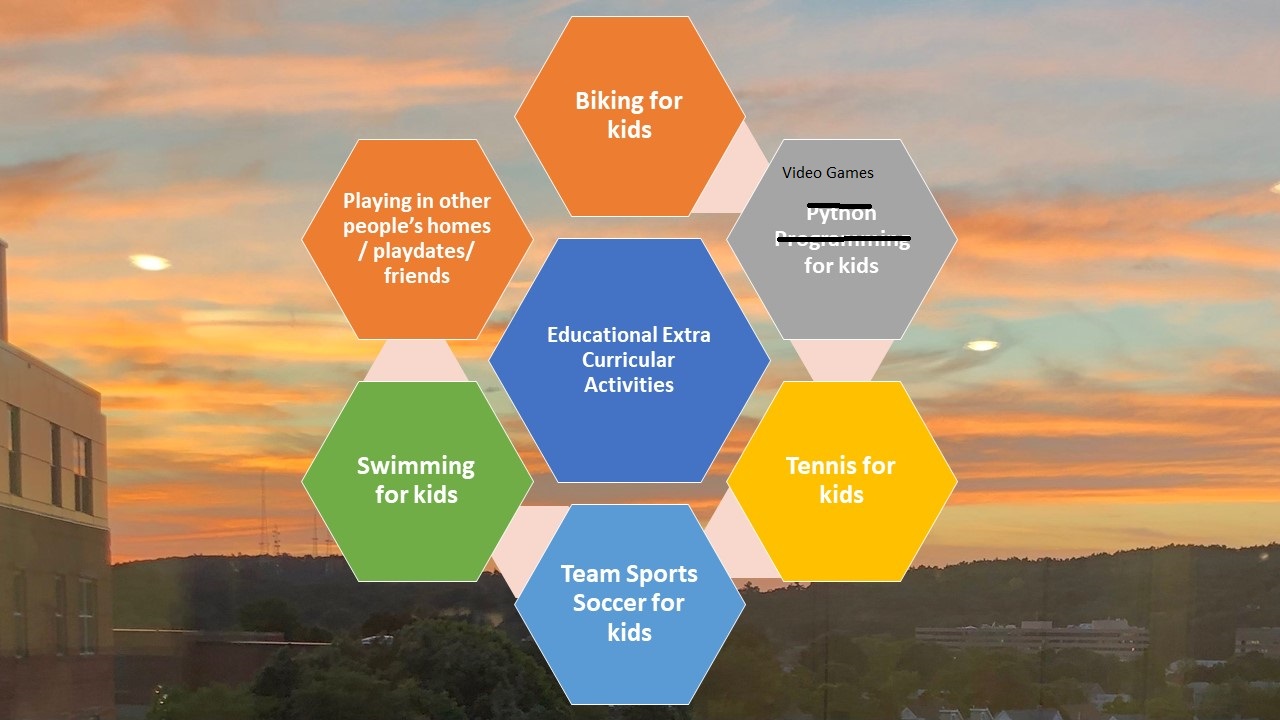 Biking for
kids
Video Games
Python
Programming
for kids
Tennis for
kids
Team Sports
Soccer for
kids
Swimming
for kids
Playing in other
people’s homes
/ playdates/
friends
Educational Extra
Curricular
Activities